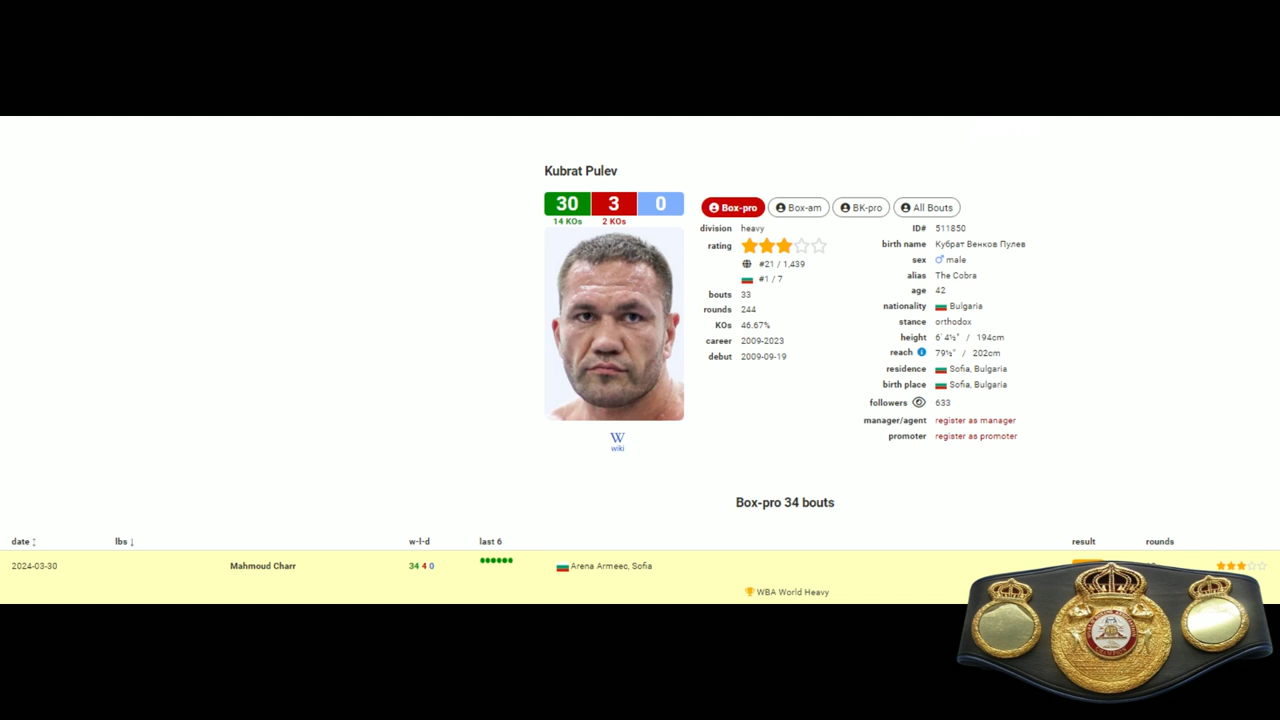 Kubrat Pulev
30 3 0
14 KOs 2 KOs
Box-pro Box-am BK-pro All Bouts
division heavy
rating
#21 / 1,439
#1 / 7
bouts 33
rounds 244
KOs 46.67%
career 2009-2023
debut 2009-09-19
ID# 511850
birth name Кубрат Венков Пулев
sex ♂ male
alias The Cobra
age 42
nationality Bulgaria
stance orthodox
height 6′ 4½″ / 194cm
reach 79½″ / 202cm
residence Sofia, Bulgaria
birth place Sofia, Bulgaria
followers 633
manager/agent register as manager
promoter register as promoter
W
wiki
Box-pro 34 bouts
date lbs ↓ w-l-d last 6 result rounds
2024-03-30 Mahmoud Charr 34 4 0 Arena Armeec, Sofia
WBA World Heavy